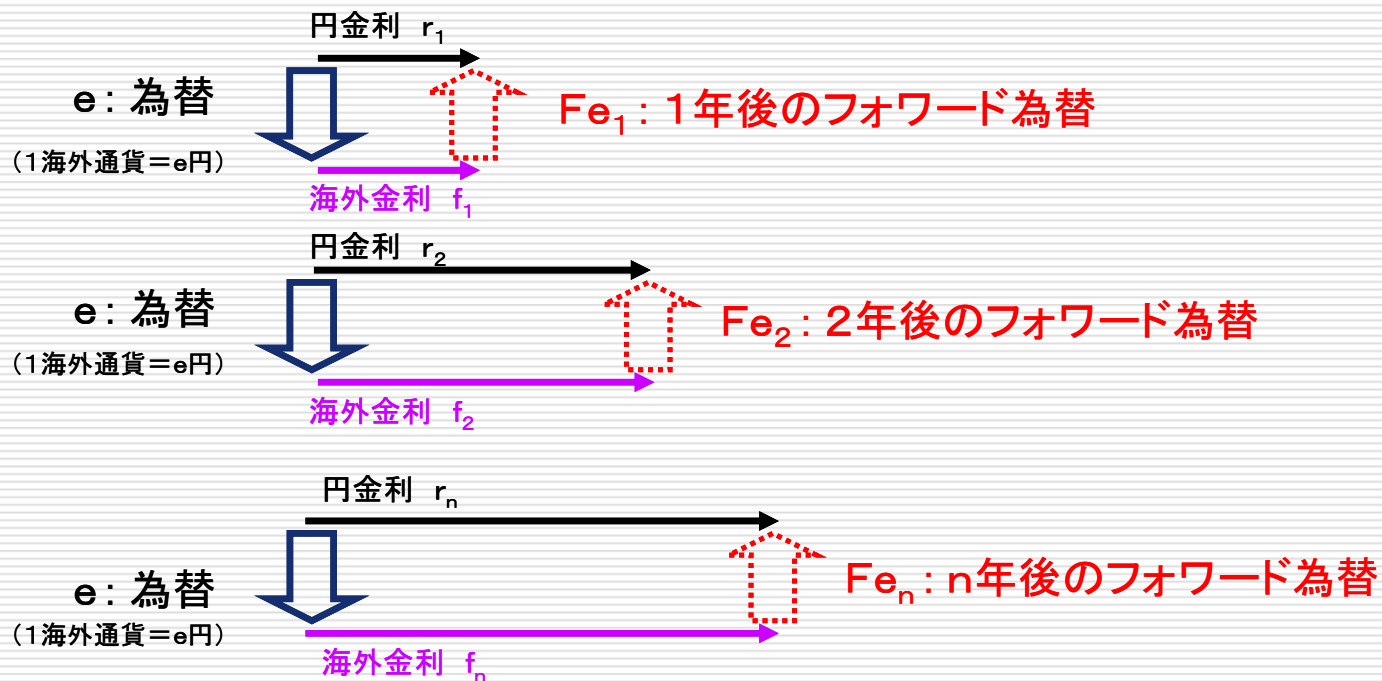 円金利 r₁
e：為替
（1海外通貨＝e円）
Fe₁：1年後のフォワード為替
海外金利 f₁
円金利 r₂
e：為替
（1海外通貨＝e円）
Fe₂：2年後のフォワード為替
海外金利 f₂
円金利 rₙ
e：為替
（1海外通貨＝e円）
Feₙ：n年後のフォワード為替
海外金利 fₙ